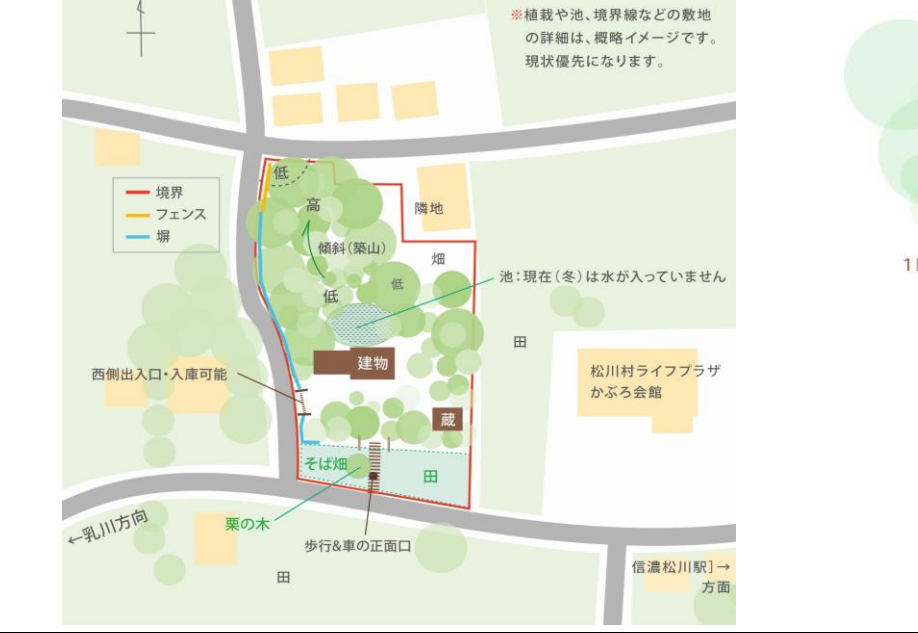 ※植栽や池、境界線などの敷地
の詳細は、概略イメージです。
現状優先になります。
境界
フェンス
塀
低
高
隣地
傾斜(築山)
畑
低
低
池：現在(冬)は水が入っていません
田
建物
西側出入口・入庫可能
松川村ライフプラザ
かぶろ会館
蔵
そば畑
田
栗の木
←乳川方向
歩行&車の正面口
田
信濃松川駅］→
方面
1